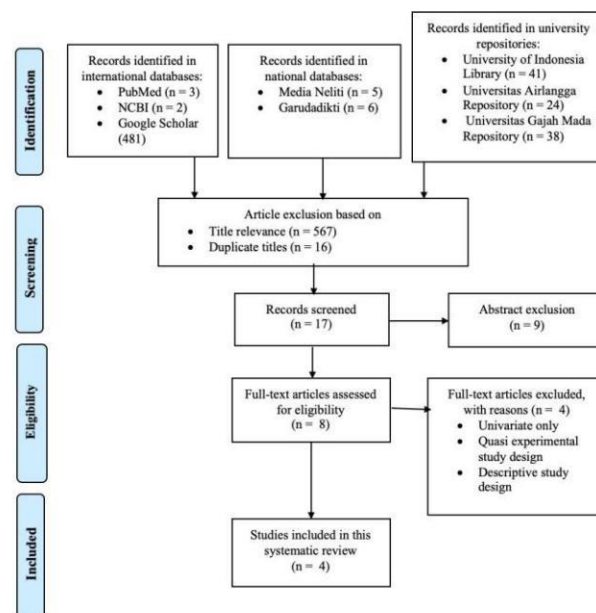 Identification
Records identified in
international databases:
• PubMed (n = 3)
• NCBI (n = 2)
• Google Scholar
(481)
Records identified in
national databases:
• Media Neliti (n = 5)
• Garudadikti (n = 6)
Records identified in university
repositories:
• University of Indonesia
Library (n = 41)
• Universitas Airlangga
Repository (n = 24)
• Universitas Gajah Mada
Repository (n = 38)
Screening
Article exclusion based on
• Title relevance (n = 567)
• Duplicate titles (n = 16)
Records screened
(n = 17)
Abstract exclusion
(n = 9)
Eligibility
Full-text articles assessed
for eligibility
(n = 8)
Full-text articles excluded,
with reasons (n = 4)
• Univariate only
• Quasi experimental
study design
• Descriptive study
design
Included
Studies included in this
systematic review
(n = 4)